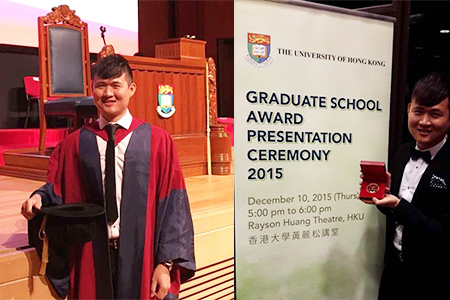 THE UNIVERSITY OF HONG KONG
GRADUATE SCHOOL
AWARD
PRESENTATION
CEREMONY
2015
December 10, 2015 (Thurs
5:00 pm to 6:00 pm
Rayson Huang Theatre, HKU
香港大學黃麗松講堂